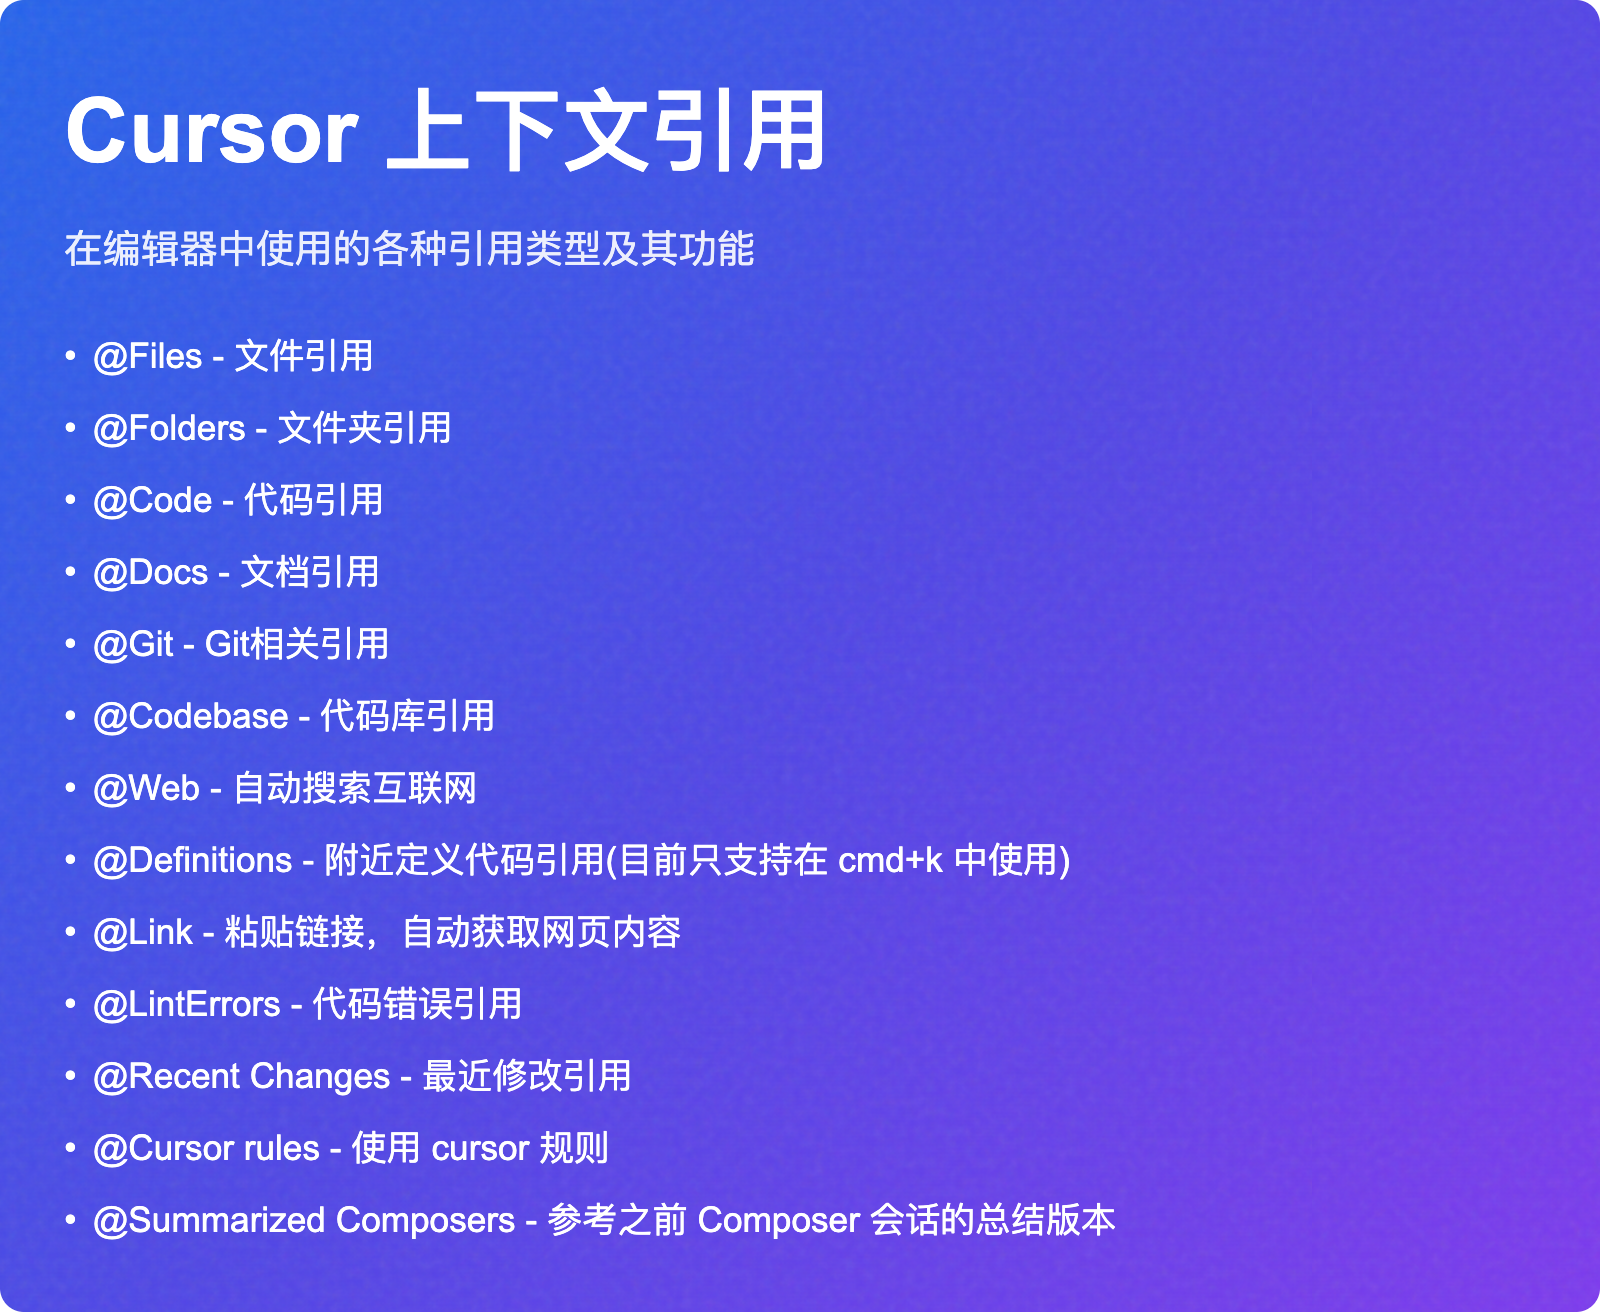 Cursor 上下文引用
在编辑器中使用的各种引用类型及其功能
• @Files - 文件引用
• @Folders - 文件夹引用
• @Code - 代码引用
• @Docs - 文档引用
• @Git - Git相关引用
• @Codebase - 代码库引用
• @Web - 自动搜索互联网
• @Definitions - 附近定义代码引用(目前只支持在 cmd+k 中使用)
• @Link - 粘贴链接，自动获取网页内容
• @LintErrors - 代码错误引用
• @Recent Changes - 最近修改引用
• @Cursor rules - 使用 cursor 规则
• @Summarized Composers - 参考之前 Composer 会话的总结版本